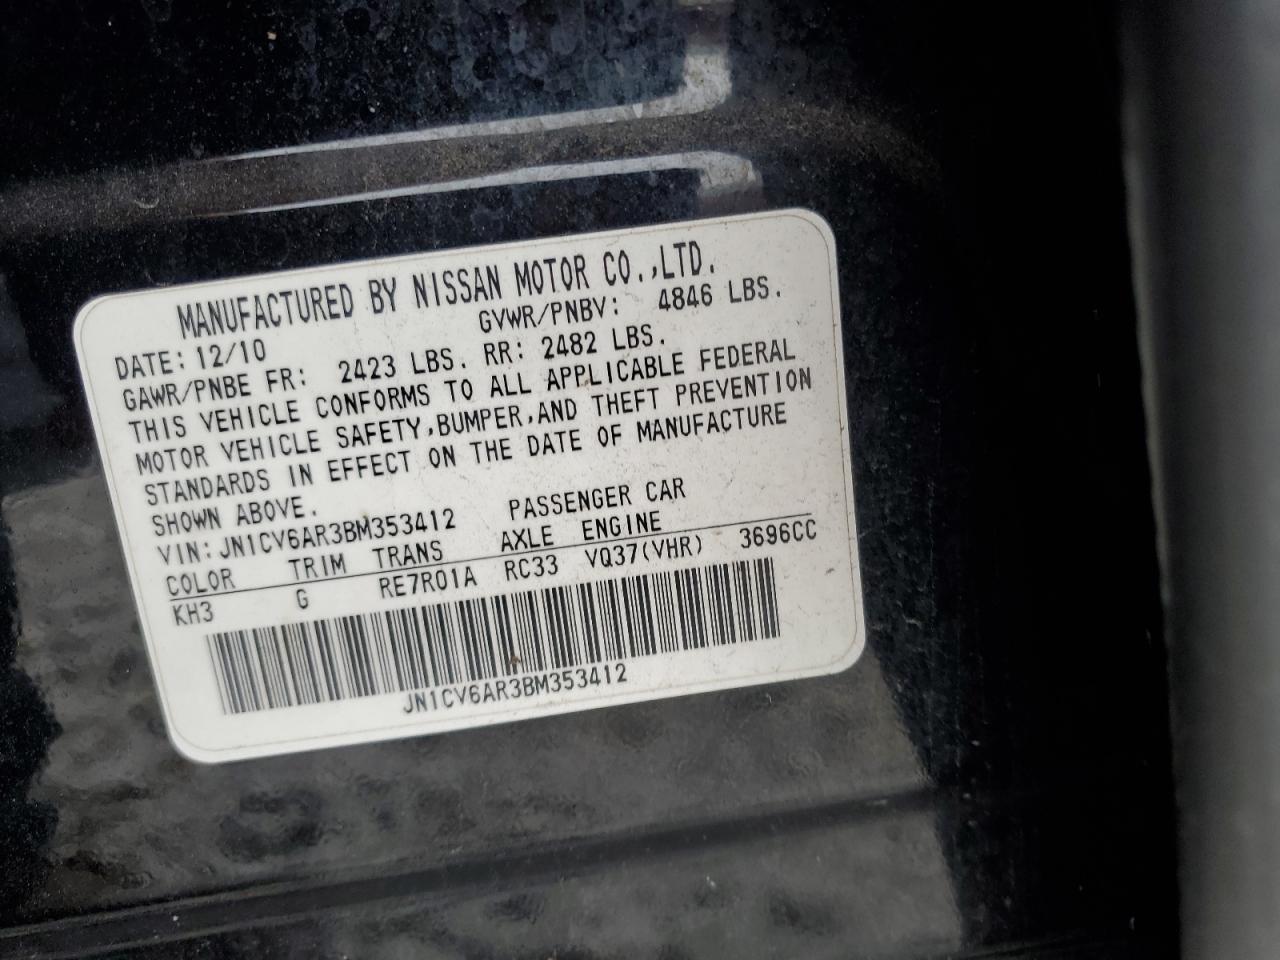 MANUFACTURED BY NISSAN MOTOR CO.,LTD.
DATE: 12/10 GVWR/PNBV: 4846 LBS.
GAWR/PNBE FR: 2423 LBS. RR: 2482 LBS.
THIS VEHICLE CONFORMS TO ALL APPLICABLE FEDERAL
MOTOR VEHICLE SAFETY,BUMPER,AND THEFT PREVENTION
STANDARDS IN EFFECT ON THE DATE OF MANUFACTURE
SHOWN ABOVE.
VIN: JN1CV6AR3BM353412 PASSENGER CAR
COLOR TRIM TRANS AXLE ENGINE
KH3 G RE7R01A RC33 VQ37(VHR) 3696CC
JN1CV6AR3BM353412